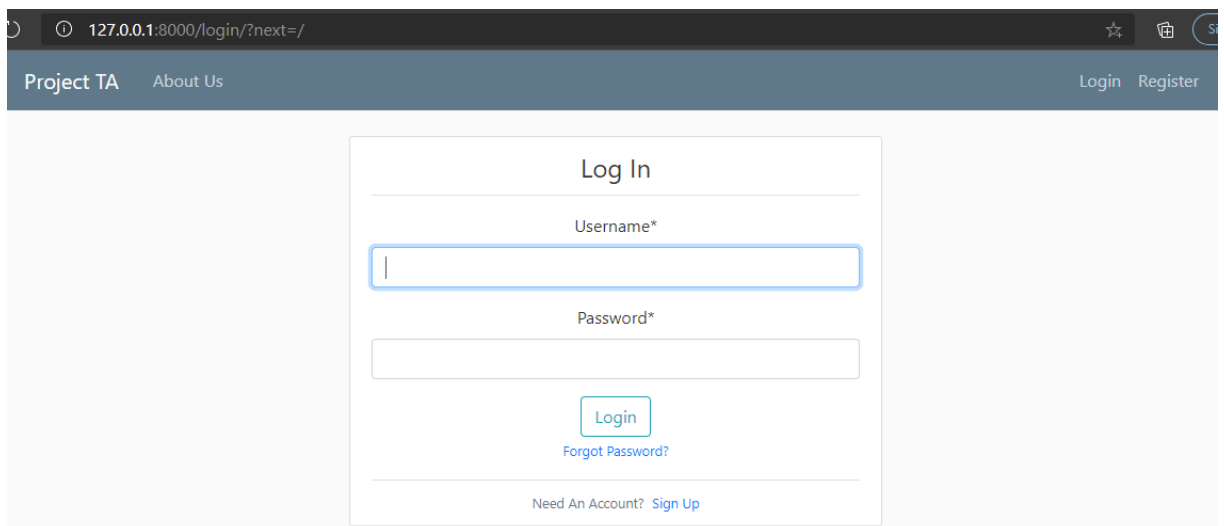 127.0.0.1:8000/login/?next=/
Project TA About Us Login Register
Log In
Username*
Password*
Login
Forgot Password?
Need An Account? Sign Up